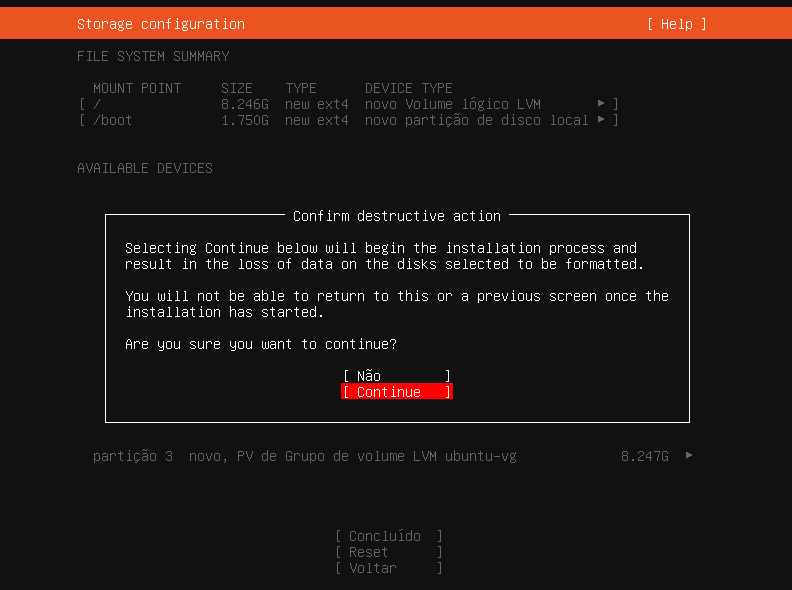 Storage configuration [ Help ]
FILE SYSTEM SUMMARY
MOUNT POINT SIZE TYPE DEVICE TYPE
[ / 8.246G new ext4 novo Volume lógico LVM ▸ ]
[ /boot 1.750G new ext4 novo partição de disco local ▸ ]
AVAILABLE DEVICES
Confirm destructive action
Selecting Continue below will begin the installation process and
result in the loss of data on the disks selected to be formatted.
You will not be able to return to this or a previous screen once the
installation has started.
Are you sure you want to continue?
[ Não ]
[ Continue ]
partição 3 novo, PV de Grupo de volume LVM ubuntu-vg 8.247G ▸
[ Concluído ]
[ Reset ]
[ Voltar ]